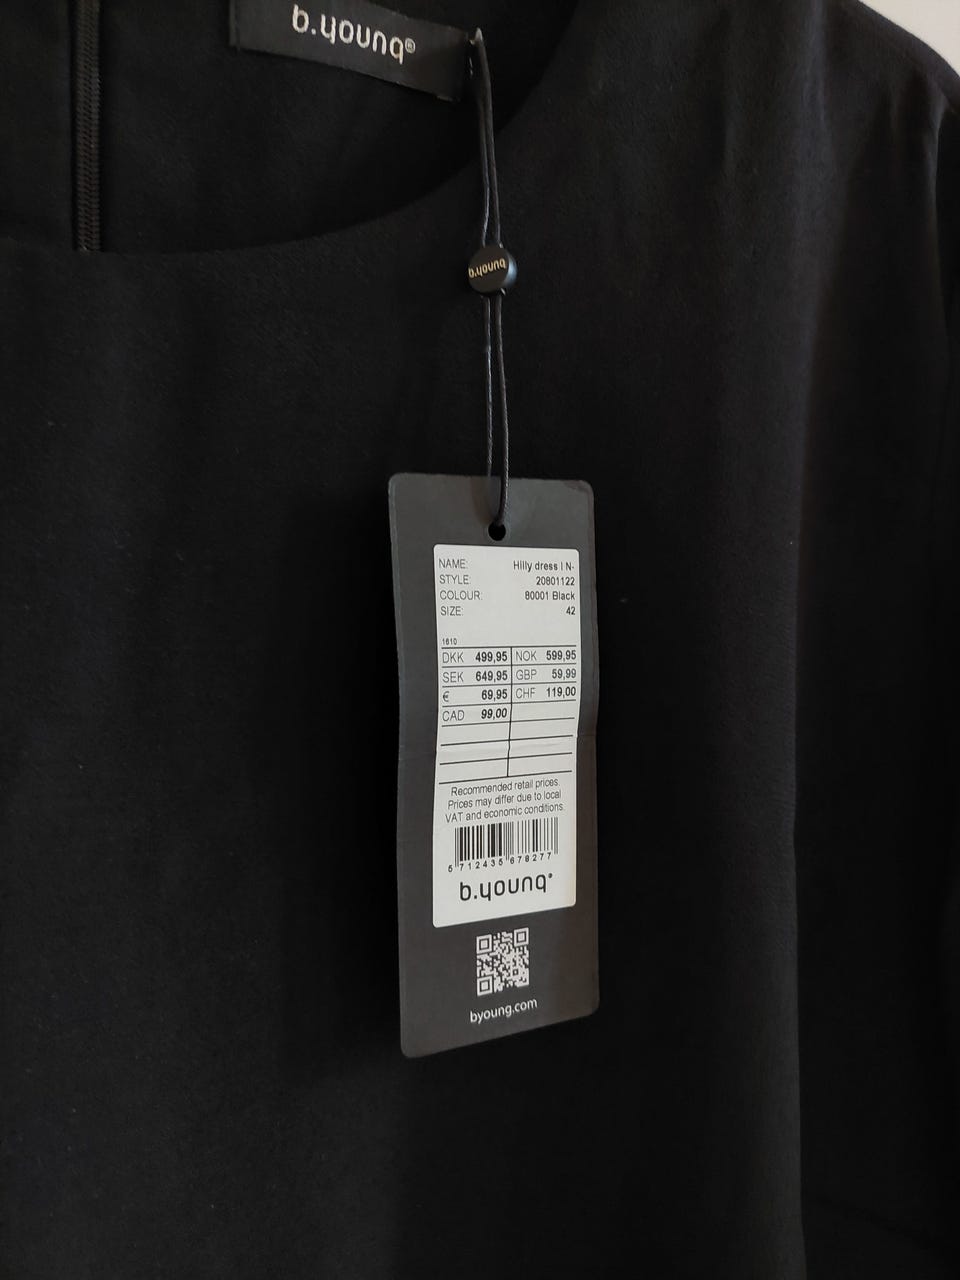 b.young®
b.young
NAME: Hilly dress I N-
STYLE: 20801122
COLOUR: 80001 Black
SIZE: 42
1610
DKK 499,95 NOK 599,95
SEK 649,95 GBP 59,99
€ 69,95 CHF 119,00
CAD 99,00
Recommended retail prices.
Prices may differ due to local
VAT and economic conditions.
5 712435 678277
b.young®
byoung.com